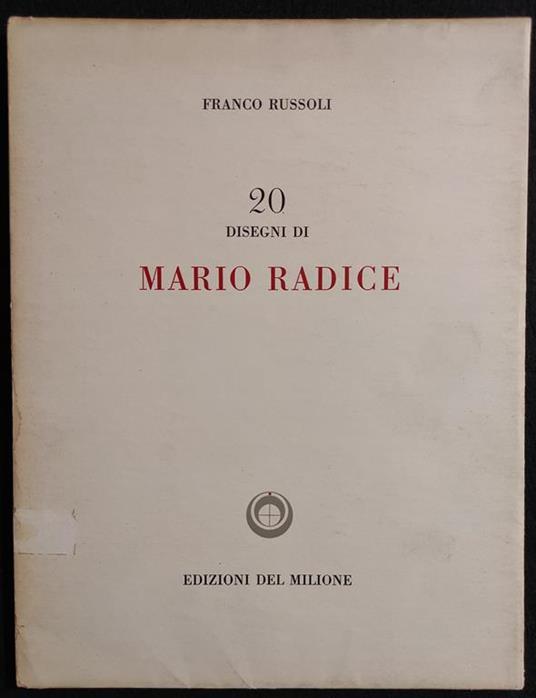 FRANCO RUSSOLI
20
DISEGNI DI
MARIO RADICE
EDIZIONI DEL MILIONE